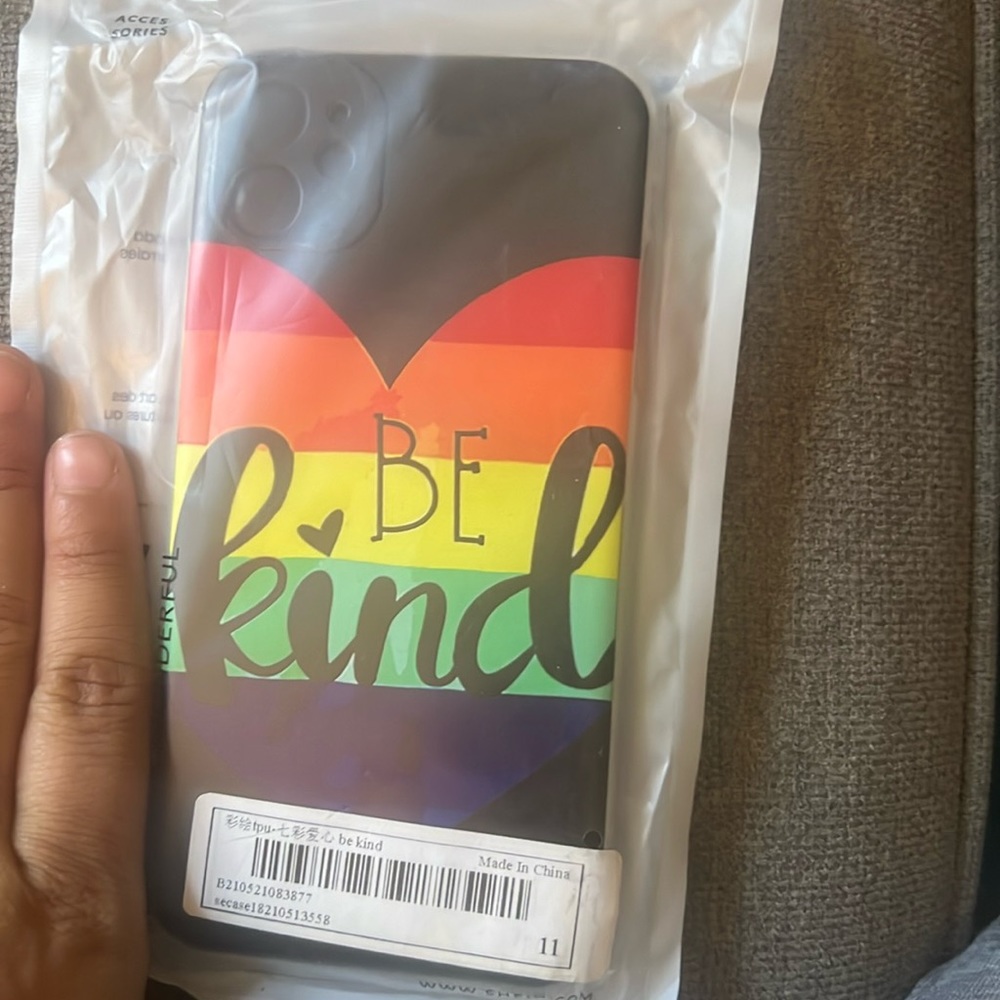 ACCES
SORIES
BE
kind
DERFUL
彩绘tpu-七彩爱心 be kind
Made In China
B210521083877
secase18210513558
11